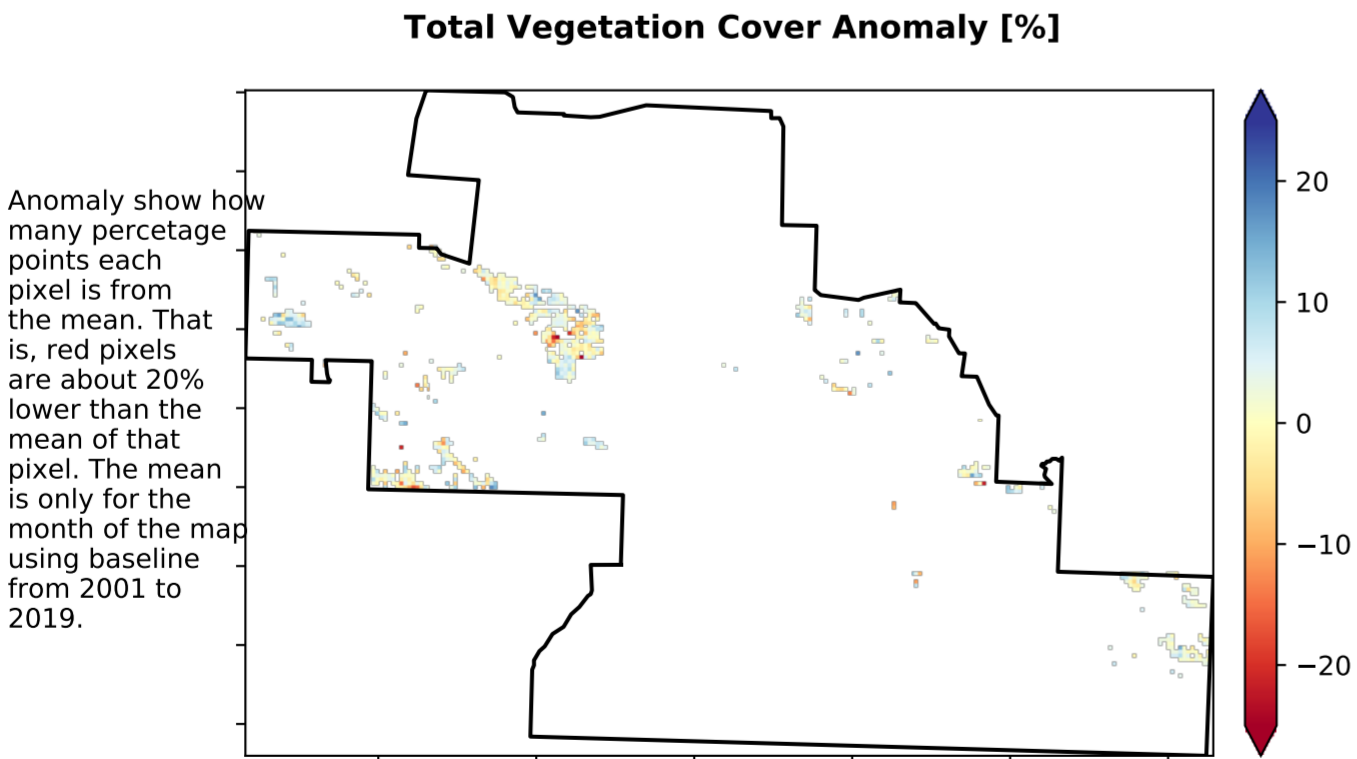 Total Vegetation Cover Anomaly [%]
Anomaly show how
many percetage
points each
pixel is from
the mean. That
is, red pixels
are about 20%
lower than the
mean of that
pixel. The mean
is only for the
month of the map
using baseline
from 2001 to
2019.
20
10
0
−10
−20